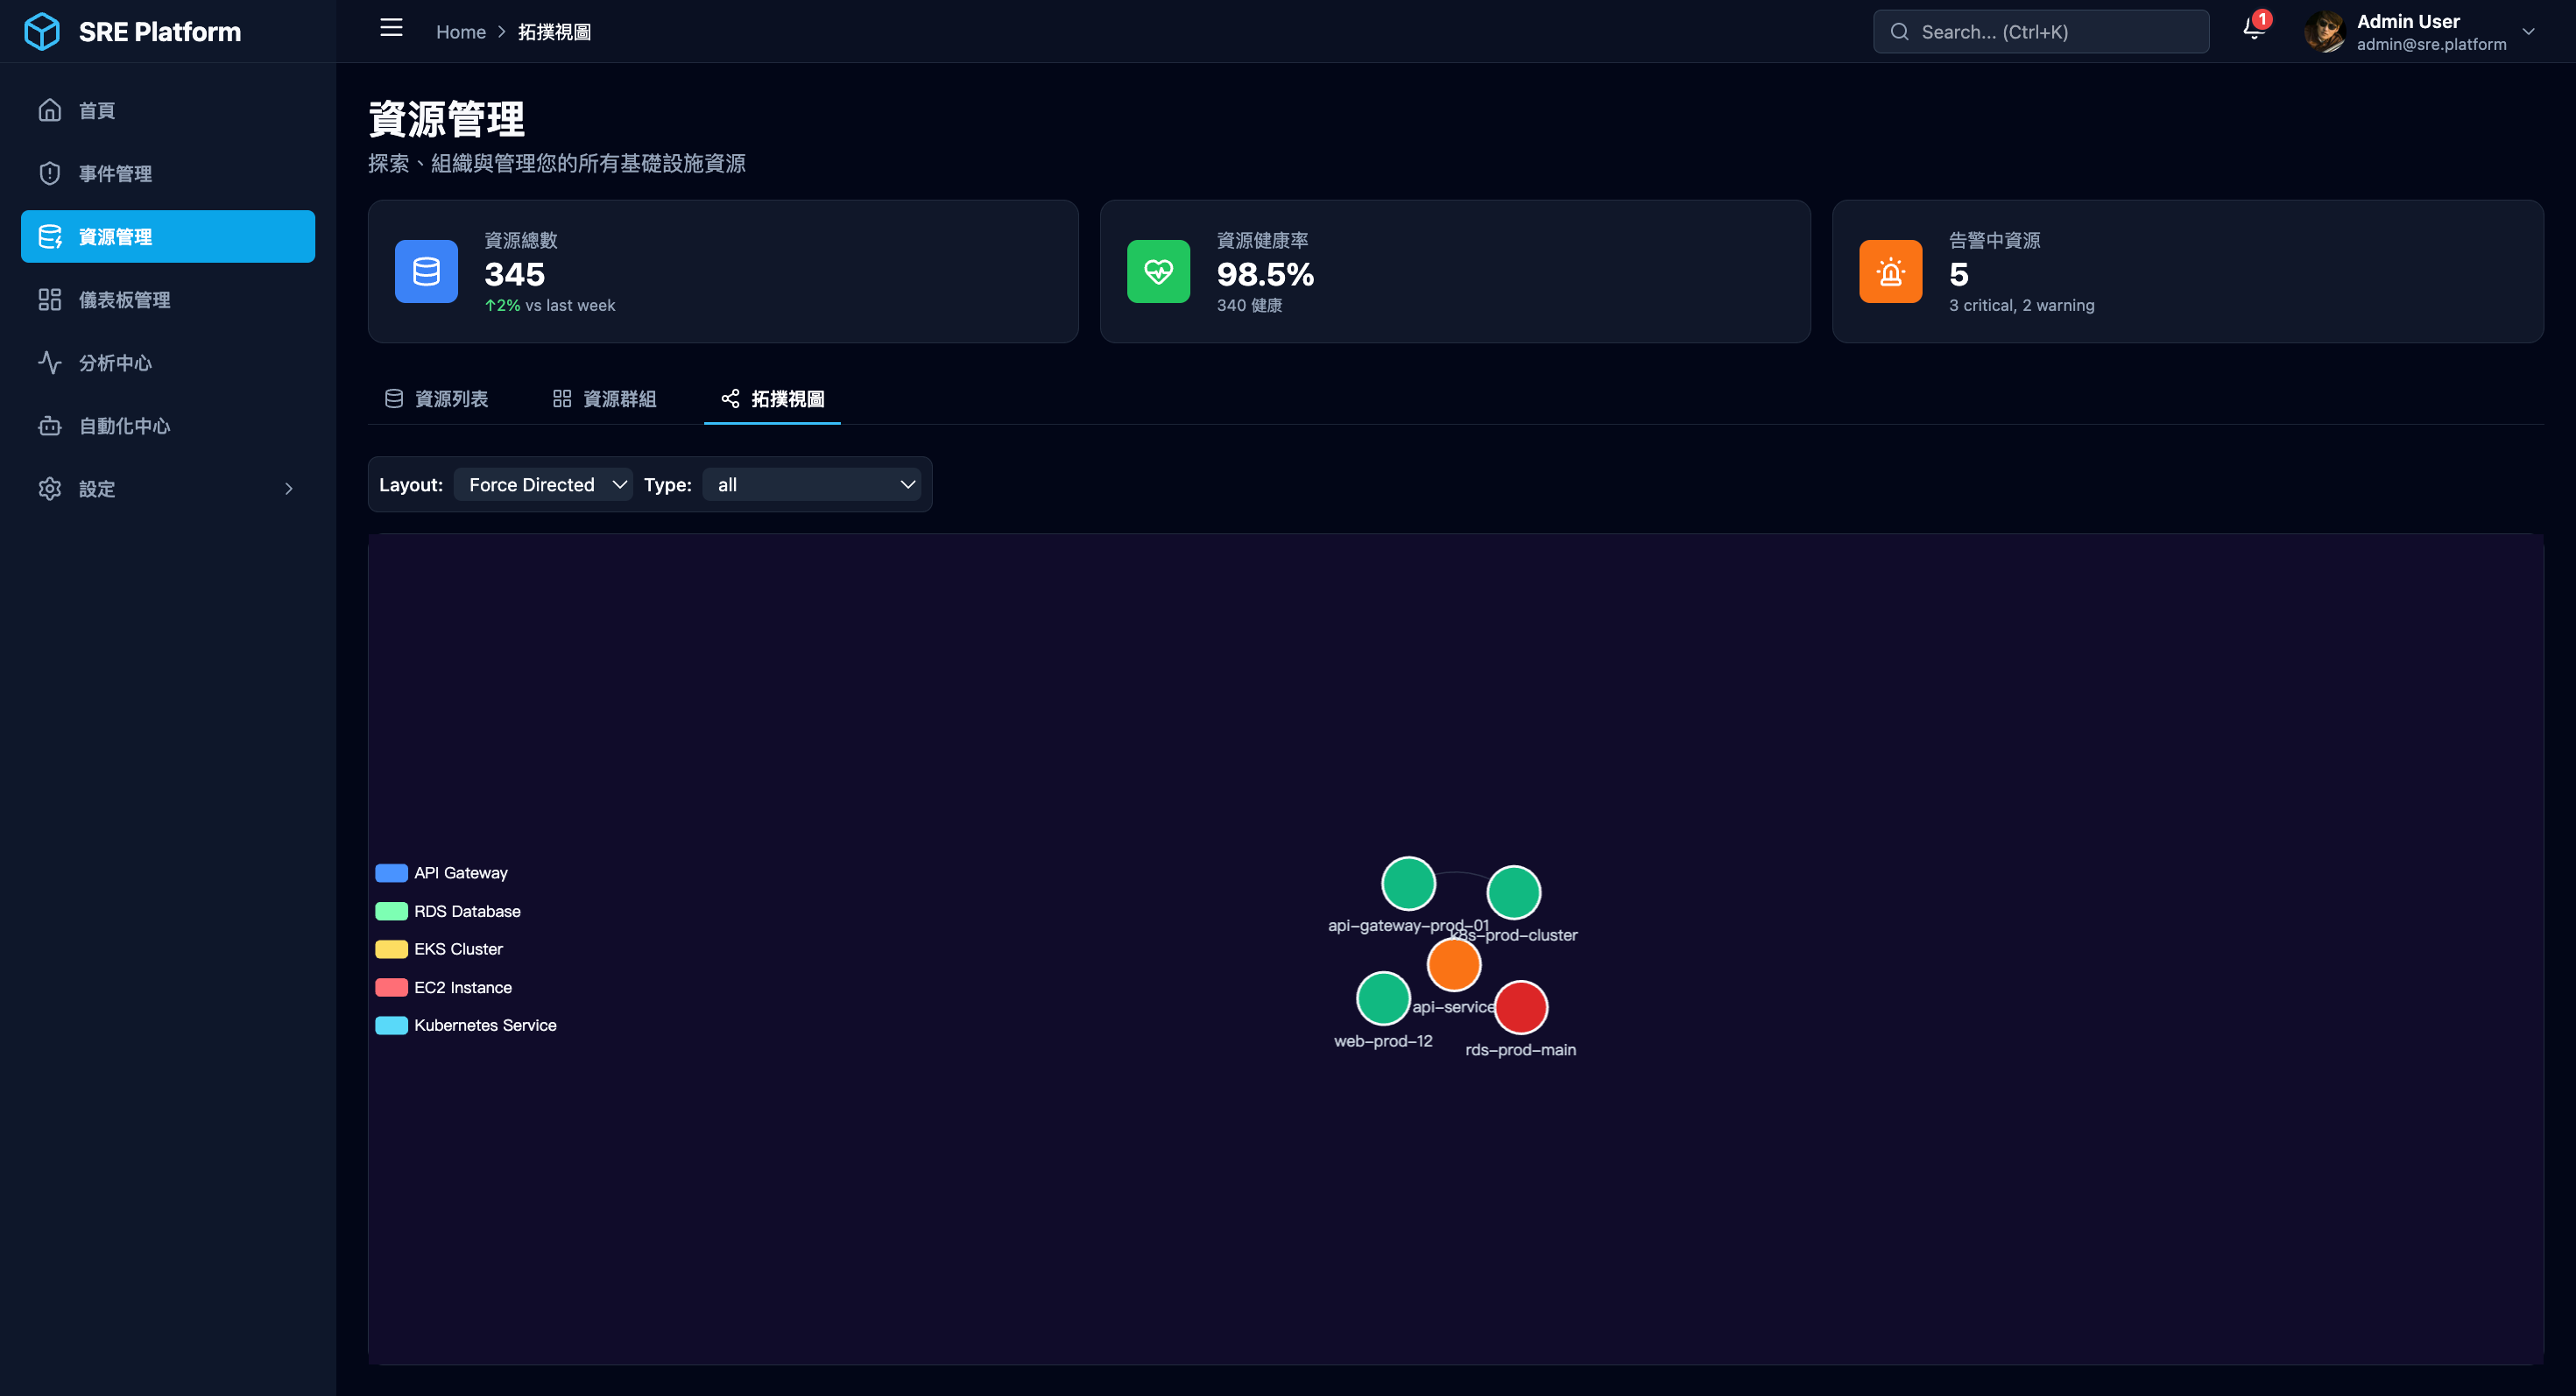 SRE Platform
Home > 拓撲視圖
Search... (Ctrl+K)
1
Admin User
admin@sre.platform
首頁
事件管理
資源管理
儀表板管理
分析中心
自動化中心
設定
資源管理
探索、組織與管理您的所有基礎設施資源
資源總數
345
↑2% vs last week
資源健康率
98.5%
340 健康
告警中資源
5
3 critical, 2 warning
資源列表
資源群組
拓撲視圖
Layout: Force Directed Type: all
API Gateway
RDS Database
EKS Cluster
EC2 Instance
Kubernetes Service
api-gateway-prod-01
k8s-prod-cluster
api-service
web-prod-12
rds-prod-main